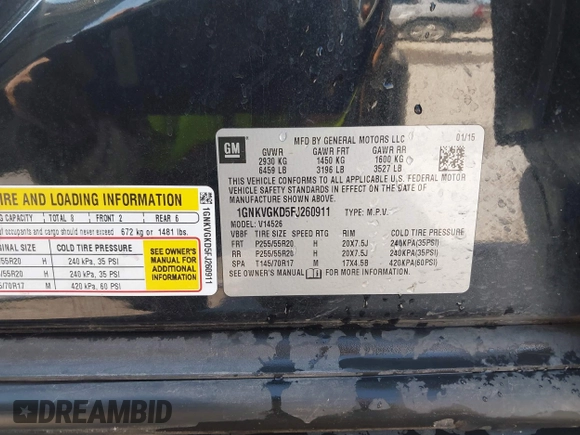 IRE AND LOADING INFORMATION
G CAPACITY TOTAL 8 FRONT 2 REAR 6
of occupants and cargo should never exceed 672 kg or 1481 lbs.
INAL SIZE COLD TIRE PRESSURE
/55R20 240 kPa, 35 PSI
/55R20 240 kPa, 35 PSI
/70R17 420 kPa, 60 PSI
SEE OWNER'S
MANUAL FOR
ADDITIONAL
INFORMATION
1GNKVGKD5FJ260911
GM
MFD BY GENERAL MOTORS LLC 01/15
GVWR GAWR FRT GAWR RR
2930 KG 1450 KG 1600 KG
6459 LB 3196 LB 3527 LB
THIS VEHICLE CONFORMS TO ALL APPLICABLE U.S. FEDERAL MOTOR
VEHICLE SAFETY STANDARDS IN EFFECT ON THE DATE OF
MANUFACTURE SHOWN ABOVE.
1GNKVGKD5FJ260911 TYPE: M.P.V.
MODEL: V14526
VBBF TIRE SIZE SPEED RTG RIM COLD TIRE PRESSURE
FRT P255/55R20 H 20X7.5J 240KPA(35PSI)
RR P255/55R20 H 20X7.5J 240KPA(35PSI)
SPA T145/70R17 M 17X4.5B 420KPA(60PSI)
SEE OWNER'S MANUAL FOR MORE INFORMATION.
DREAMBID